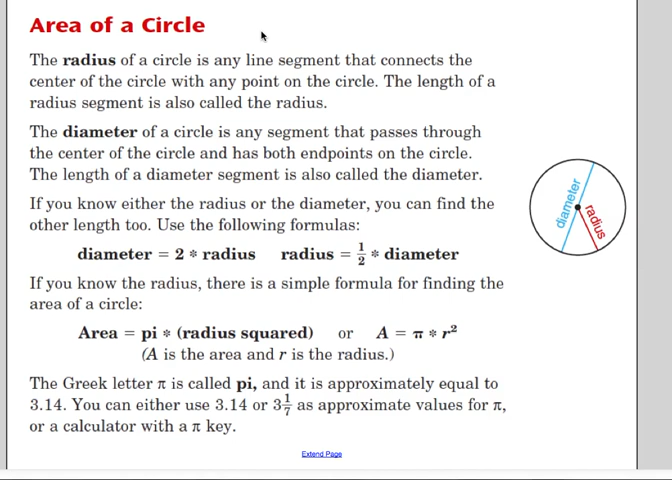 Area of a Circle
The radius of a circle is any line segment that connects the
center of the circle with any point on the circle. The length of a
radius segment is also called the radius.
The diameter of a circle is any segment that passes through
the center of the circle and has both endpoints on the circle.
The length of a diameter segment is also called the diameter.
If you know either the radius or the diameter, you can find the
other length too. Use the following formulas:
diameter = 2 * radius radius = 1/2 * diameter
If you know the radius, there is a simple formula for finding the
area of a circle:
Area = pi * (radius squared) or A = π * r²
(A is the area and r is the radius.)
The Greek letter π is called pi, and it is approximately equal to
3.14. You can either use 3.14 or 3 1/7 as approximate values for π,
or a calculator with a π key.
diameter
radius
Extend Page